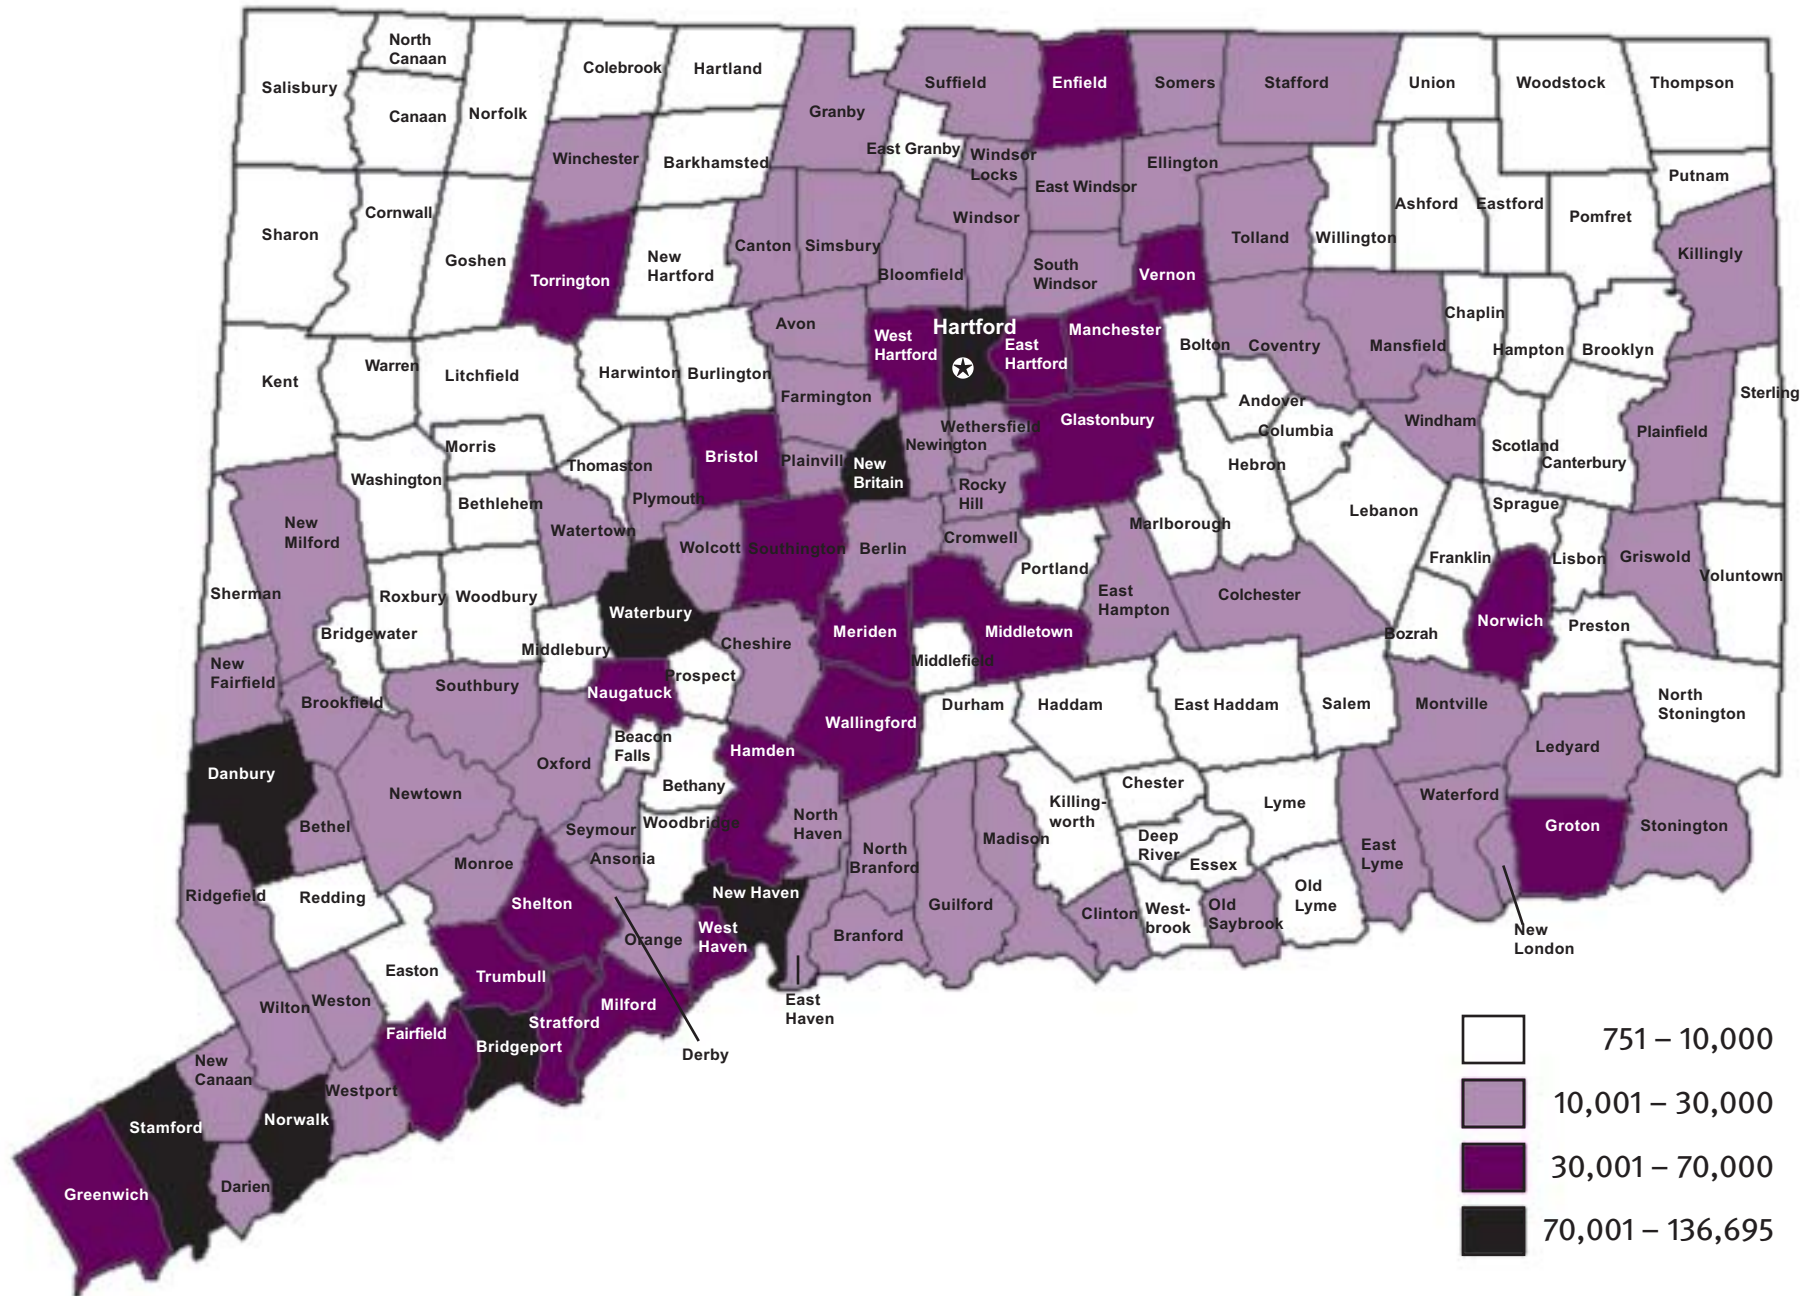 North
Canaan
Colebrook
Hartland
Salisbury
Canaan
Norfolk
Suffield
Enfield
Somers
Stafford
Union
Woodstock
Thompson
Granby
East Granby
Windsor
Locks
Winchester
Barkhamsted
East Windsor
Ellington
Putnam
Sharon
Cornwall
Goshen
Torrington
New
Hartford
Canton
Simsbury
Windsor
Bloomfield
South
Windsor
Vernon
Tolland
Willington
Ashford
Eastford
Pomfret
Killingly
Avon
West
Hartford
Hartford
East
Hartford
Manchester
Bolton
Coventry
Mansfield
Chaplin
Hampton
Brooklyn
Kent
Warren
Litchfield
Harwinton
Burlington
Farmington
Wethersfield
Newington
Glastonbury
Andover
Columbia
Windham
Scotland
Canterbury
Plainfield
Sterling
Morris
Washington
Bethlehem
Thomaston
Plymouth
Bristol
Plainvill
New
Britain
Rocky
Hill
Hebron
Marlborough
Lebanon
Sprague
Franklin
Lisbon
Griswold
Voluntown
New
Milford
Watertown
Wolcott
Southington
Berlin
Cromwell
Portland
East
Hampton
Colchester
Sherman
Roxbury
Woodbury
Bridgewater
Waterbury
Middlebury
Cheshire
Meriden
Middletown
Middlefield
Bozrah
Norwich
Preston
New
Fairfield
Brookfield
Southbury
Naugatuck
Prospect
Wallingford
Durham
Haddam
East Haddam
Salem
Montville
North
Stonington
Danbury
Bethel
Newtown
Oxford
Beacon
Falls
Bethany
Hamden
Ledyard
Seymour
Woodbridge
North
Haven
North
Branford
Madison
Killing-
worth
Chester
Deep
River
Essex
Lyme
Waterford
East
Lyme
Groton
Stonington
Ridgefield
Redding
Monroe
Ansonia
Shelton
Orange
New Haven
West
Haven
Guilford
Branford
Clinton
West-
brook
Old
Saybrook
Old
Lyme
New
London
Easton
Trumbull
Wilton
Weston
Milford
Stratford
Fairfield
Bridgeport
East
Haven
Derby
New
Canaan
Westport
Stamford
Norwalk
Darien
Greenwich
751 – 10,000
10,001 – 30,000
30,001 – 70,000
70,001 – 136,695